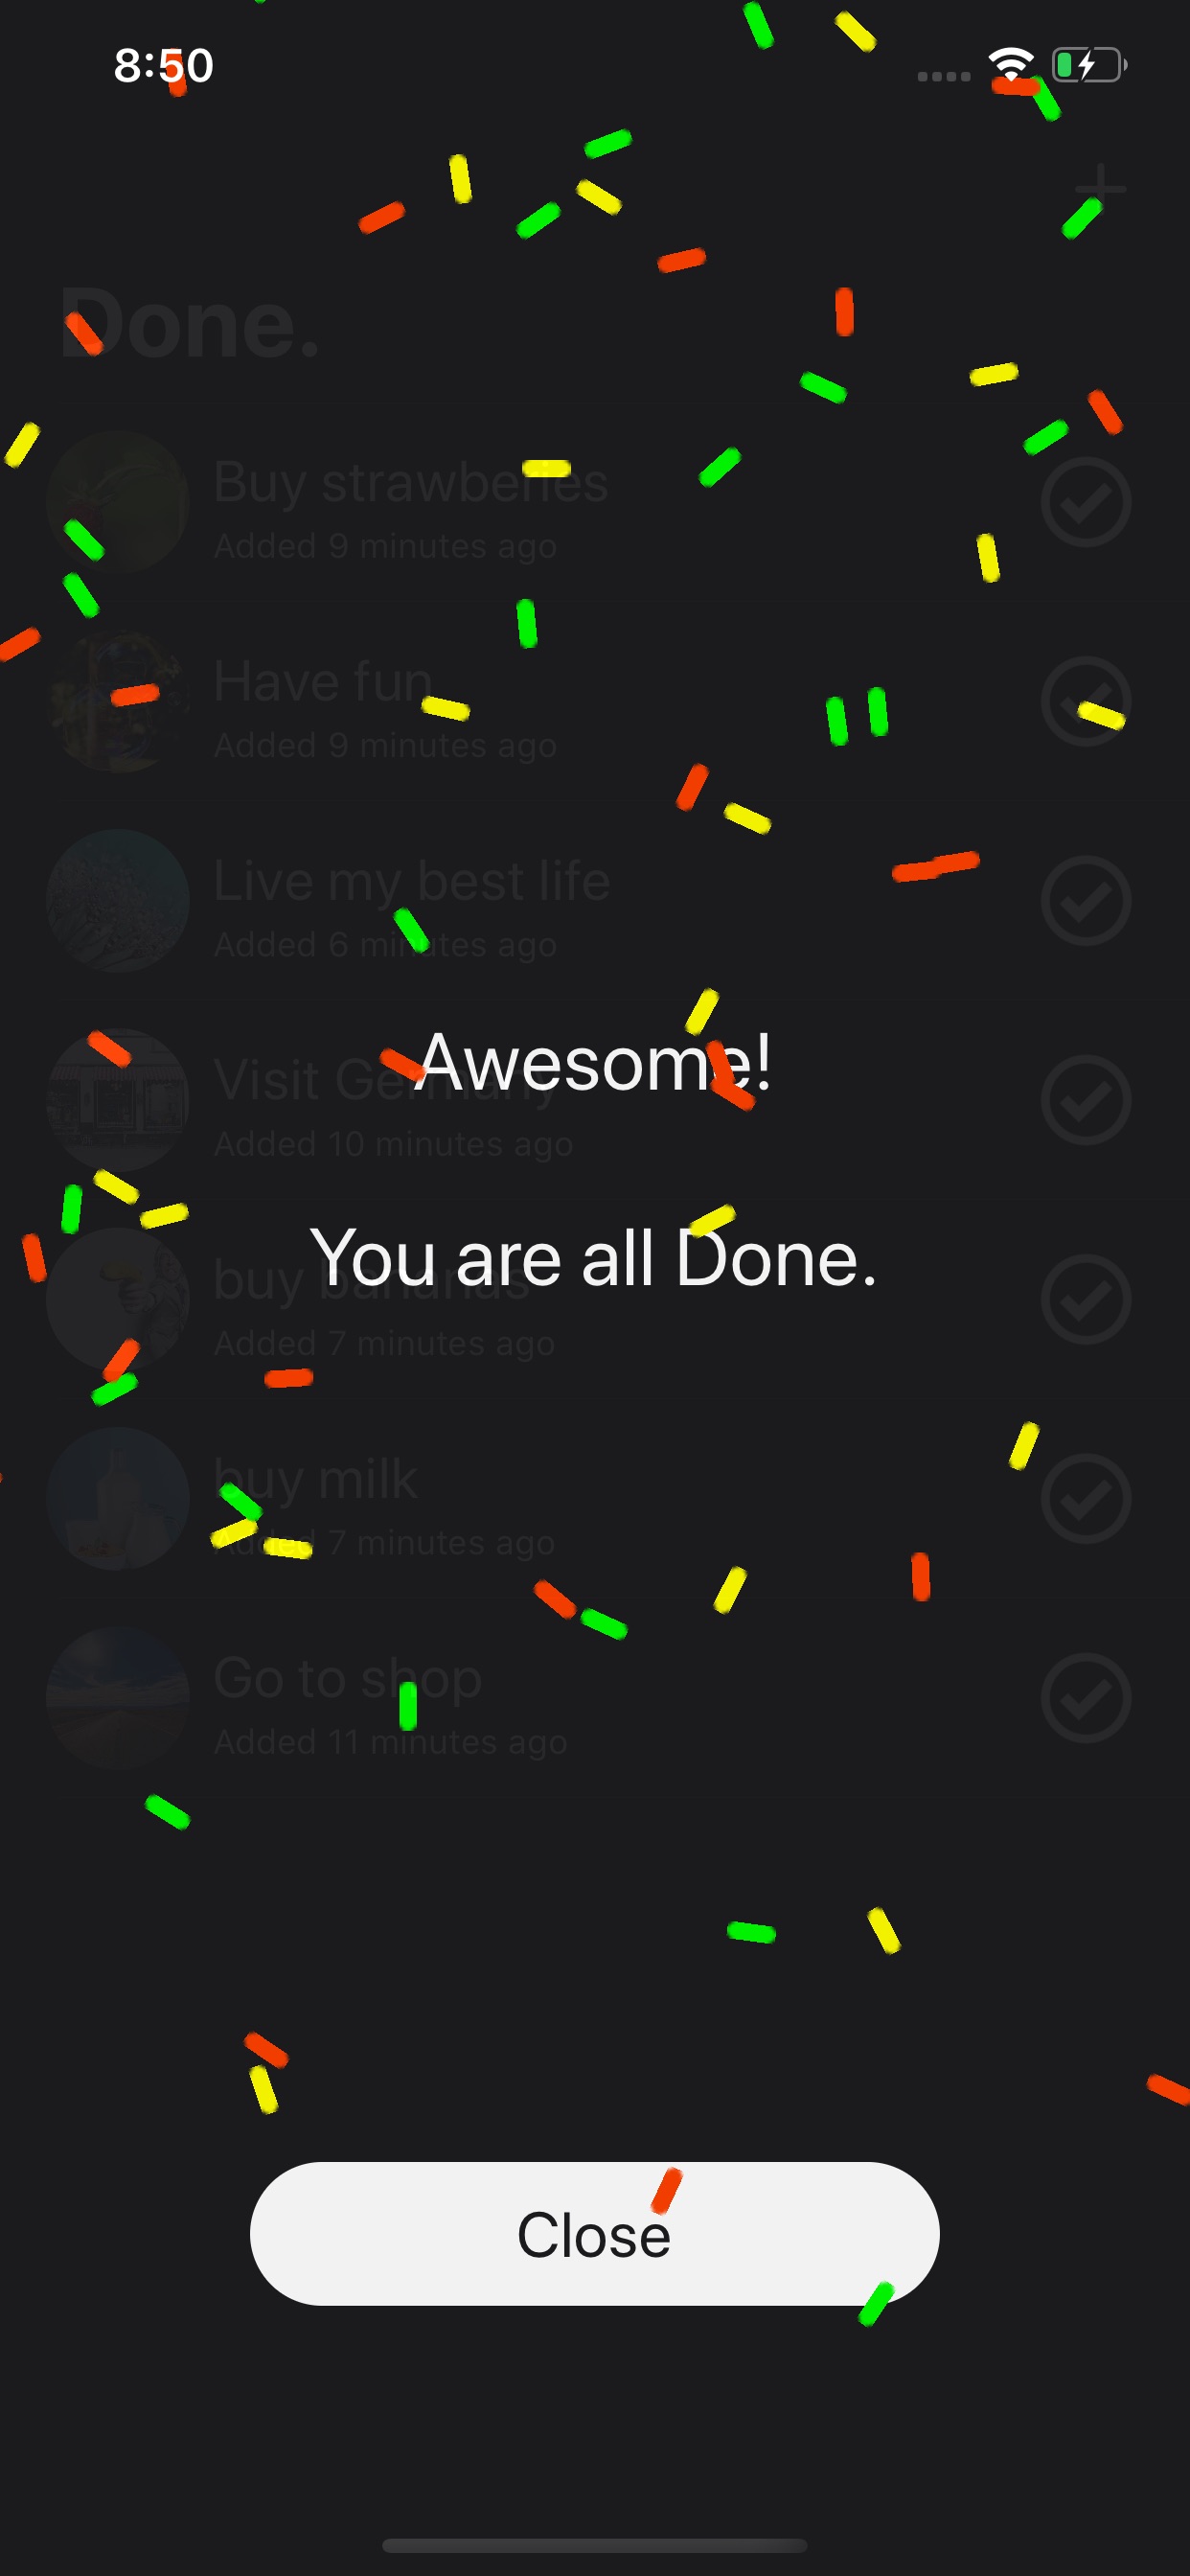 8:50
Done.
Buy strawberies
Added 9 minutes ago
Have fun
Added 9 minutes ago
Live my best life
Added 6 minutes ago
Awesome!
Visit Germany
Added 10 minutes ago
You are all Done.
buy bananas
Added 7 minutes ago
buy milk
Added 7 minutes ago
Go to shop
Added 11 minutes ago
Close